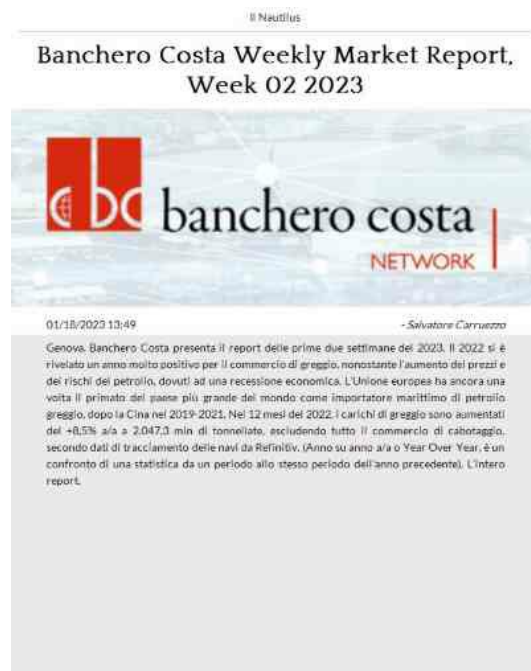 Il Nautilus
Banchero Costa Weekly Market Report,
Week 02 2023
cbc banchero costa
NETWORK
01/18/2023 13:49
- Salvatore Carruezzo
Genova. Banchero Costa presenta il report delle prime due settimane del 2023. Il 2022 si è
rivelato un anno molto positivo per il commercio di greggio, nonostante l'aumento dei prezzi e
dei rischi del petrolio, dovuti ad una recessione economica. L'Unione europea ha ancora una
volta il primato del paese più grande del mondo come importatore marittimo di petrolio
greggio, dopo la Cina nel 2019-2021. Nel 12 mesi del 2022, i carichi di greggio sono aumentati
del +8,5% a/a a 2.047,3 mln di tonnellate, escludendo tutto il commercio di cabotaggio,
secondo dati di tracciamento delle navi da Refinitiv. (Anno su anno a/a o Year Over Year, è un
confronto di una statistica da un periodo allo stesso periodo dell'anno precedente). L'intero
report.